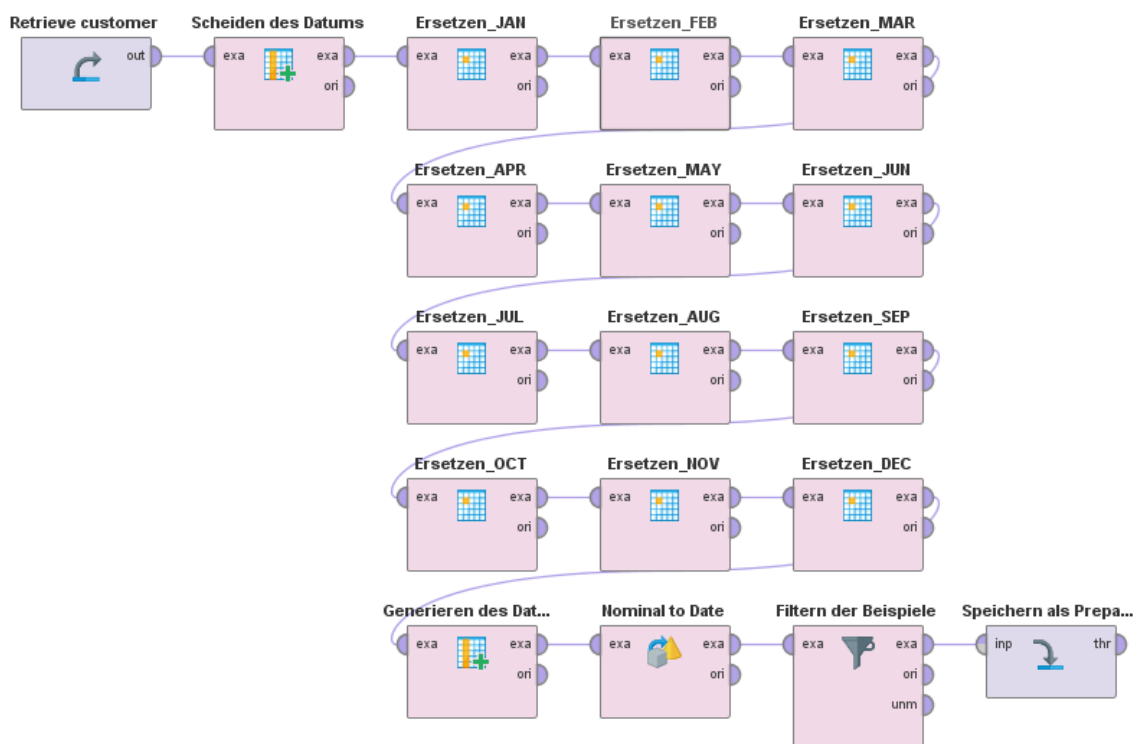 Retrieve customer Scheiden des Datums Ersetzen_JAN Ersetzen_FEB Ersetzen_MAR
out exa exa exa exa exa exa exa exa
ori ori ori ori
Ersetzen_APR Ersetzen_MAY Ersetzen_JUN
exa exa exa exa exa exa
ori ori ori
Ersetzen_JUL Ersetzen_AUG Ersetzen_SEP
exa exa exa exa exa exa
ori ori ori
Ersetzen_OCT Ersetzen_NOV Ersetzen_DEC
exa exa exa exa exa exa
ori ori ori
Generieren des Dat... Nominal to Date Filtern der Beispiele Speichern als Prepa...
exa exa exa exa exa exa inp thr
ori ori ori
unm